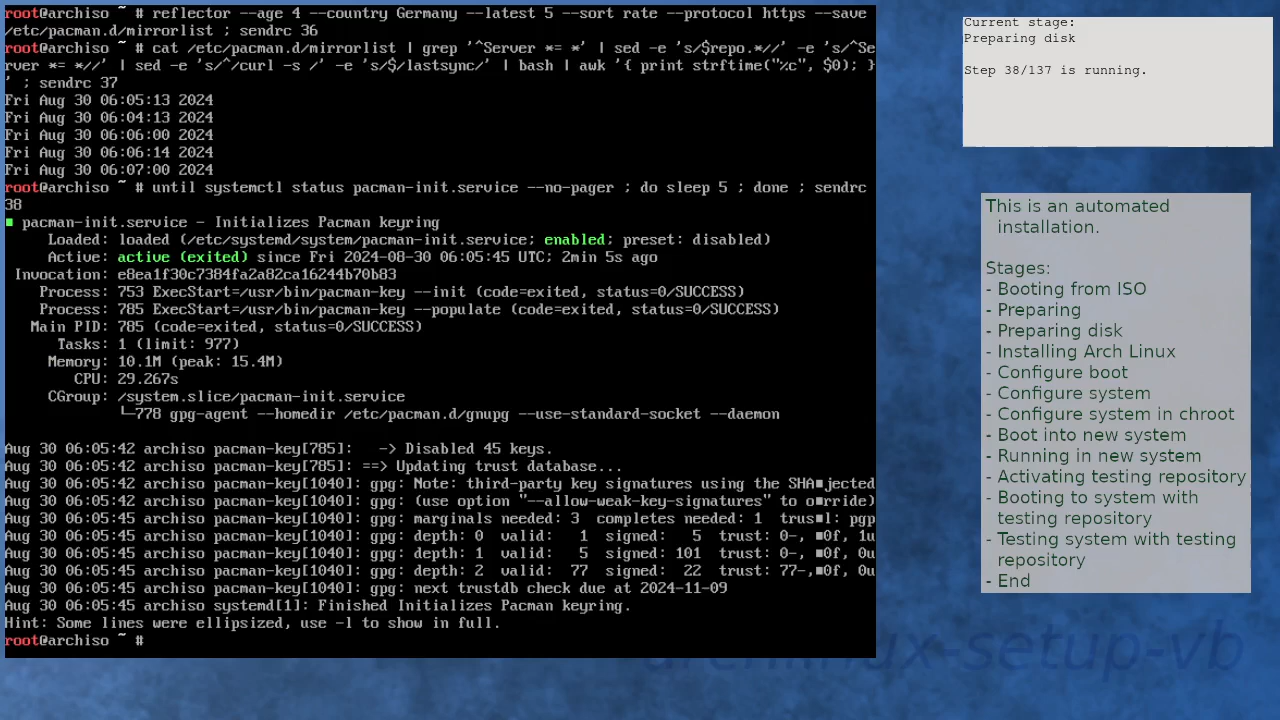 root@archiso ~ # reflector --age 4 --country Germany --latest 5 --sort rate --protocol https --save
/etc/pacman.d/mirrorlist ; sendrc 36
root@archiso ~ # cat /etc/pacman.d/mirrorlist | grep '^Server *= *' | sed -e 's/$repo.*//' -e 's/^Se
rver *= *//' | sed -e 's/^/curl -s /' -e 's/$/lastsync/' | bash | awk '{ print strftime("%c", $0); }
' ; sendrc 37
Fri Aug 30 06:05:13 2024
Fri Aug 30 06:04:13 2024
Fri Aug 30 06:06:00 2024
Fri Aug 30 06:06:14 2024
Fri Aug 30 06:07:00 2024
root@archiso ~ # until systemctl status pacman-init.service --no-pager ; do sleep 5 ; done ; sendrc
38
■ pacman-init.service - Initializes Pacman keyring
Loaded: loaded (/etc/systemd/system/pacman-init.service; enabled; preset: disabled)
Active: active (exited) since Fri 2024-08-30 06:05:45 UTC; 2min 5s ago
Invocation: e8ea1f30c7384fa2a82ca16244b70b83
Process: 753 ExecStart=/usr/bin/pacman-key --init (code=exited, status=0/SUCCESS)
Process: 785 ExecStart=/usr/bin/pacman-key --populate (code=exited, status=0/SUCCESS)
Main PID: 785 (code=exited, status=0/SUCCESS)
Tasks: 1 (limit: 977)
Memory: 10.1M (peak: 15.4M)
CPU: 29.267s
CGroup: /system.slice/pacman-init.service
└─778 gpg-agent --homedir /etc/pacman.d/gnupg --use-standard-socket --daemon
Aug 30 06:05:42 archiso pacman-key[785]:   -> Disabled 45 keys.
Aug 30 06:05:42 archiso pacman-key[785]: ==> Updating trust database...
Aug 30 06:05:42 archiso pacman-key[1040]: gpg: Note: third-party key signatures using the SHA■jected
Aug 30 06:05:42 archiso pacman-key[1040]: gpg: (use option "--allow-weak-key-signatures" to o■rride)
Aug 30 06:05:45 archiso pacman-key[1040]: gpg: marginals needed: 3  completes needed: 1  trus■l: pgp
Aug 30 06:05:45 archiso pacman-key[1040]: gpg: depth: 0  valid:   1  signed:   5  trust: 0-, ■0f, 1u
Aug 30 06:05:45 archiso pacman-key[1040]: gpg: depth: 1  valid:   5  signed: 101  trust: 0-, ■0f, 0u
Aug 30 06:05:45 archiso pacman-key[1040]: gpg: depth: 2  valid:  77  signed:  22  trust: 77-,■0f, 0u
Aug 30 06:05:45 archiso pacman-key[1040]: gpg: next trustdb check due at 2024-11-09
Aug 30 06:05:45 archiso systemd[1]: Finished Initializes Pacman keyring.
Hint: Some lines were ellipsized, use -l to show in full.
root@archiso ~ #
Current stage:
Preparing disk
Step 38/137 is running.
This is an automated
installation.
Stages:
- Booting from ISO
- Preparing
- Preparing disk
- Installing Arch Linux
- Configure boot
- Configure system
- Configure system in chroot
- Boot into new system
- Running in new system
- Activating testing repository
- Booting to system with
testing repository
- Testing system with testing
repository
- End
archlinux-setup-vb